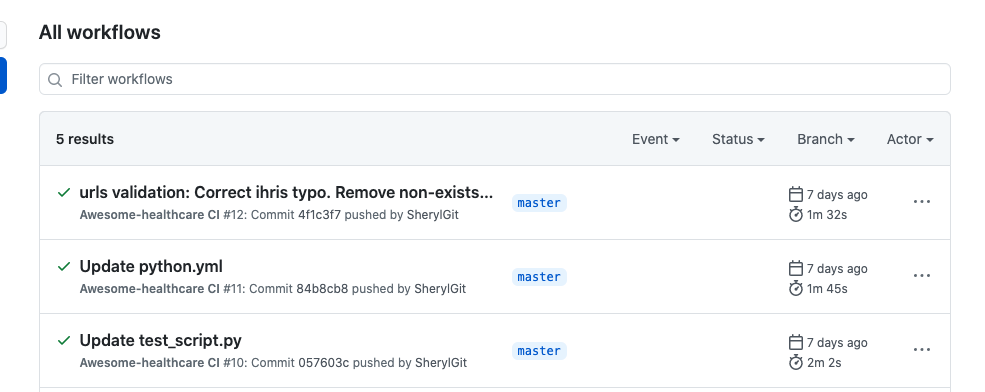 All workflows
Filter workflows
5 results Event Status Branch Actor
urls validation: Correct ihris typo. Remove non-exists... master 7 days ago
Awesome-healthcare CI #12: Commit 4f1c3f7 pushed by SherylGit 1m 32s
Update python.yml master 7 days ago
Awesome-healthcare CI #11: Commit 84b8cb8 pushed by SherylGit 1m 45s
Update test_script.py master 7 days ago
Awesome-healthcare CI #10: Commit 057603c pushed by SherylGit 2m 2s